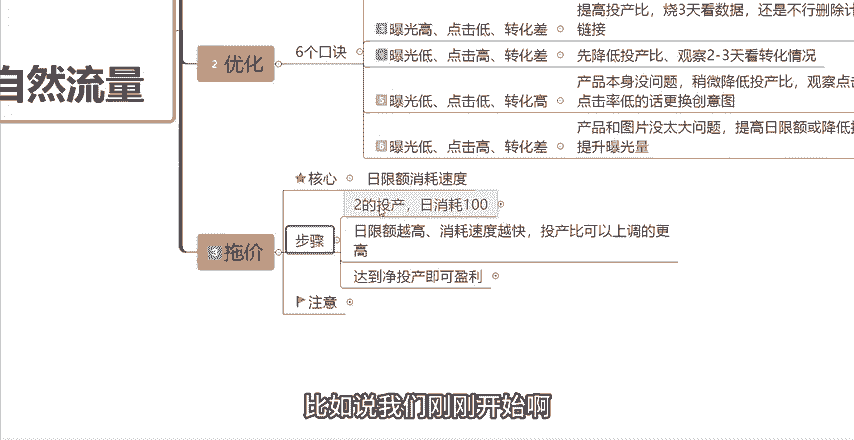 自然流量
2 优化
6个口诀
曝光高、点击低、转化差
提高投产比，烧3天看数据，还是不行删除计
链接
曝光低、点击高、转化差
先降低投产比、观察2-3天看转化情况
曝光低、点击低、转化高
产品本身没问题，稍微降低投产比，观察点击
点击率低的话更换创意图
曝光低、点击高、转化差
产品和图片没太大问题，提高日限额或降低投
提升曝光量
3 拖价
核心
日限额消耗速度
步骤
2的投产，日消耗100
日限额越高、消耗速度越快，投产比可以上调的更
高
达到净投产即可盈利
注意
比如说我们刚刚开始啊